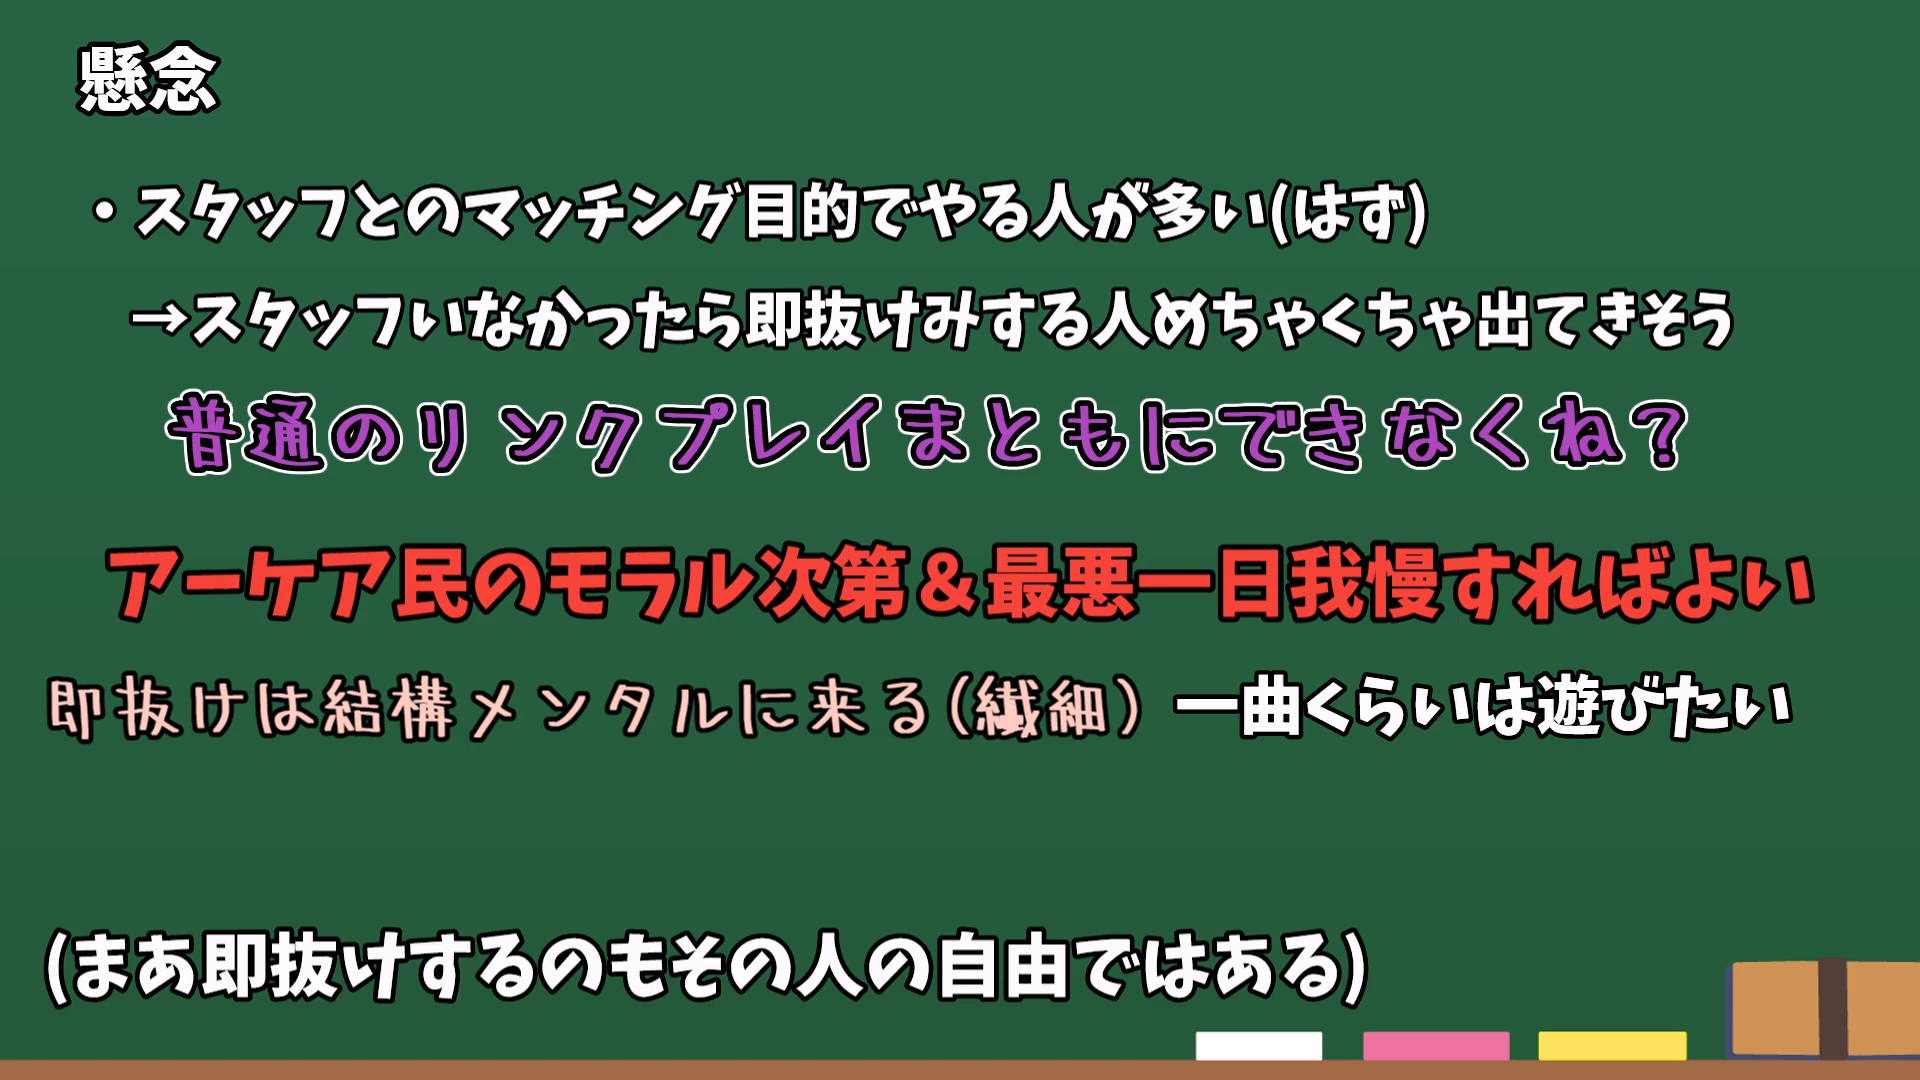 懸念
・スタッフとのマッチング目的でやる人が多い(はず)
→スタッフいなかったら即抜けみする人めちゃくちゃ出てきそう
普通のリンクプレイまともにできなくね？
アーケア民のモラル次第＆最悪一日我慢すればよい
即抜けは結構メンタルに来る(繊細) 一曲くらいは遊びたい
(まあ即抜けするのもその人の自由ではある)